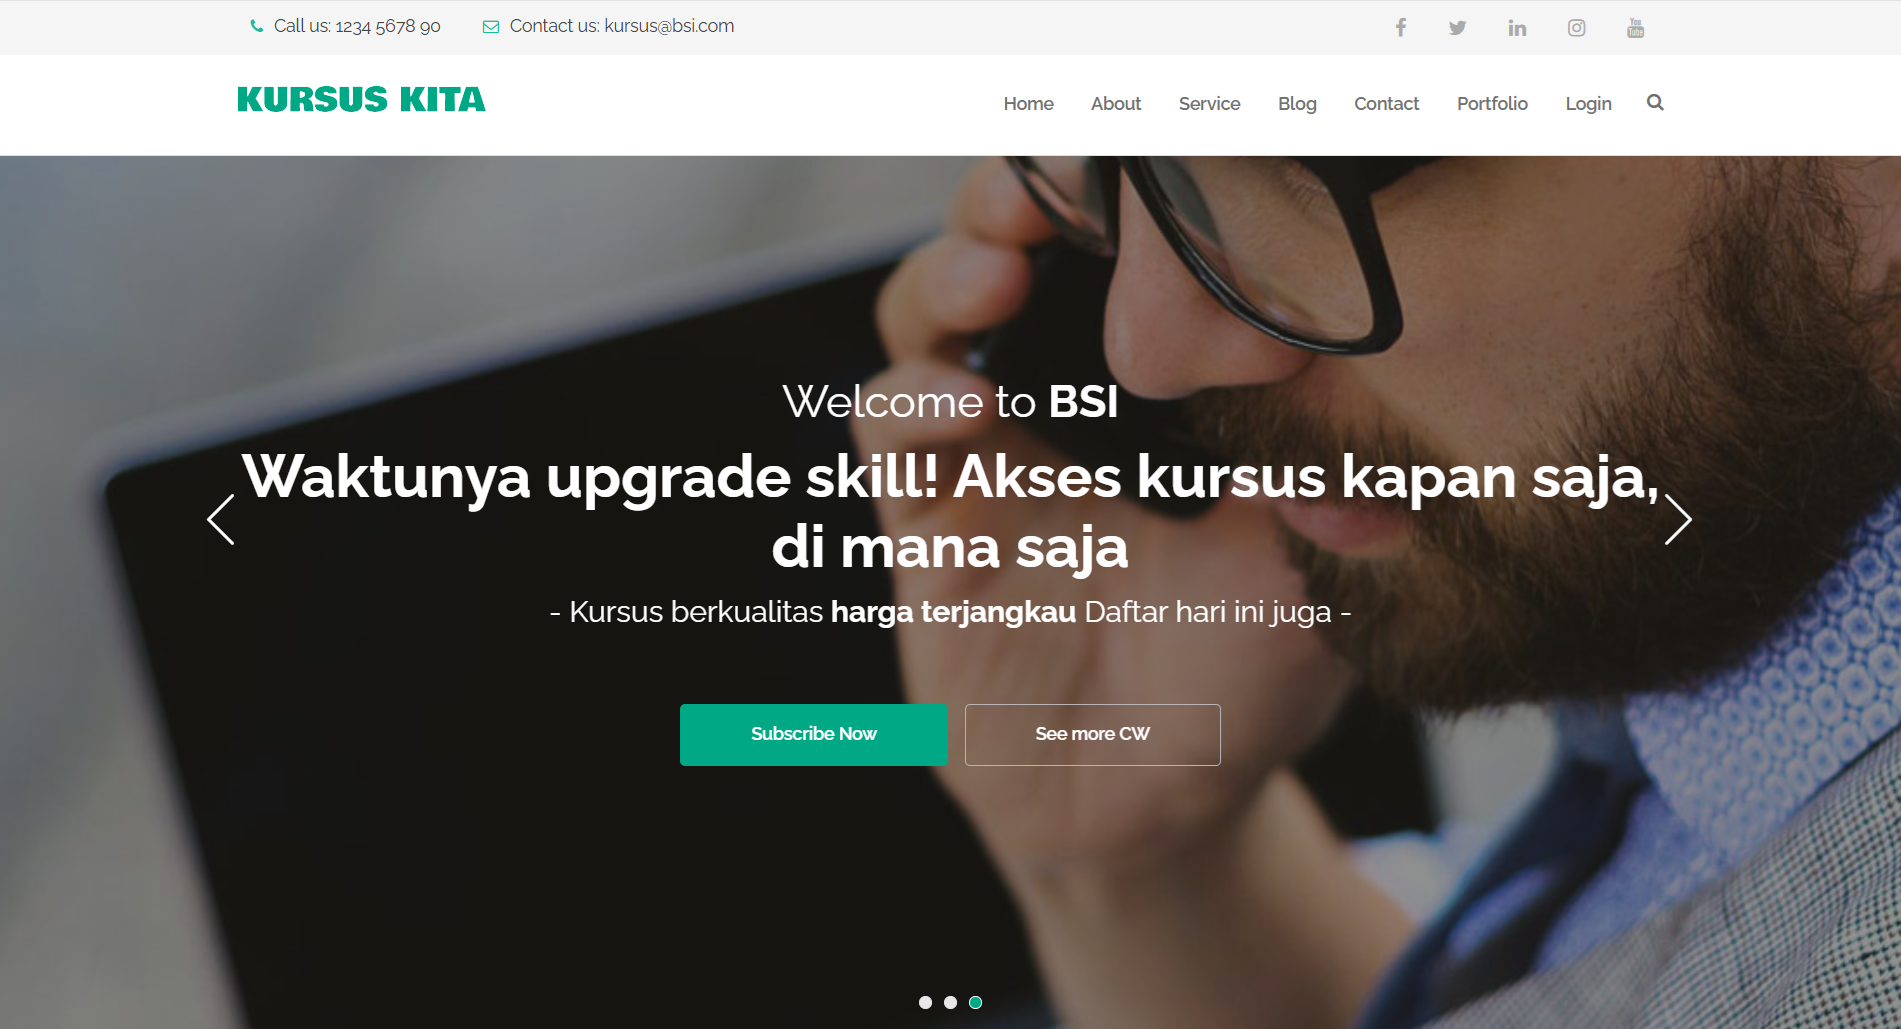 Call us: 1234 5678 90
Contact us: kursus@bsi.com
You
Tube
KURSUS KITA
Home
About
Service
Blog
Contact
Portfolio
Login
Welcome to BSI
Waktunya upgrade skill! Akses kursus kapan saja,
di mana saja
- Kursus berkualitas harga terjangkau Daftar hari ini juga -
Subscribe Now
See more CW